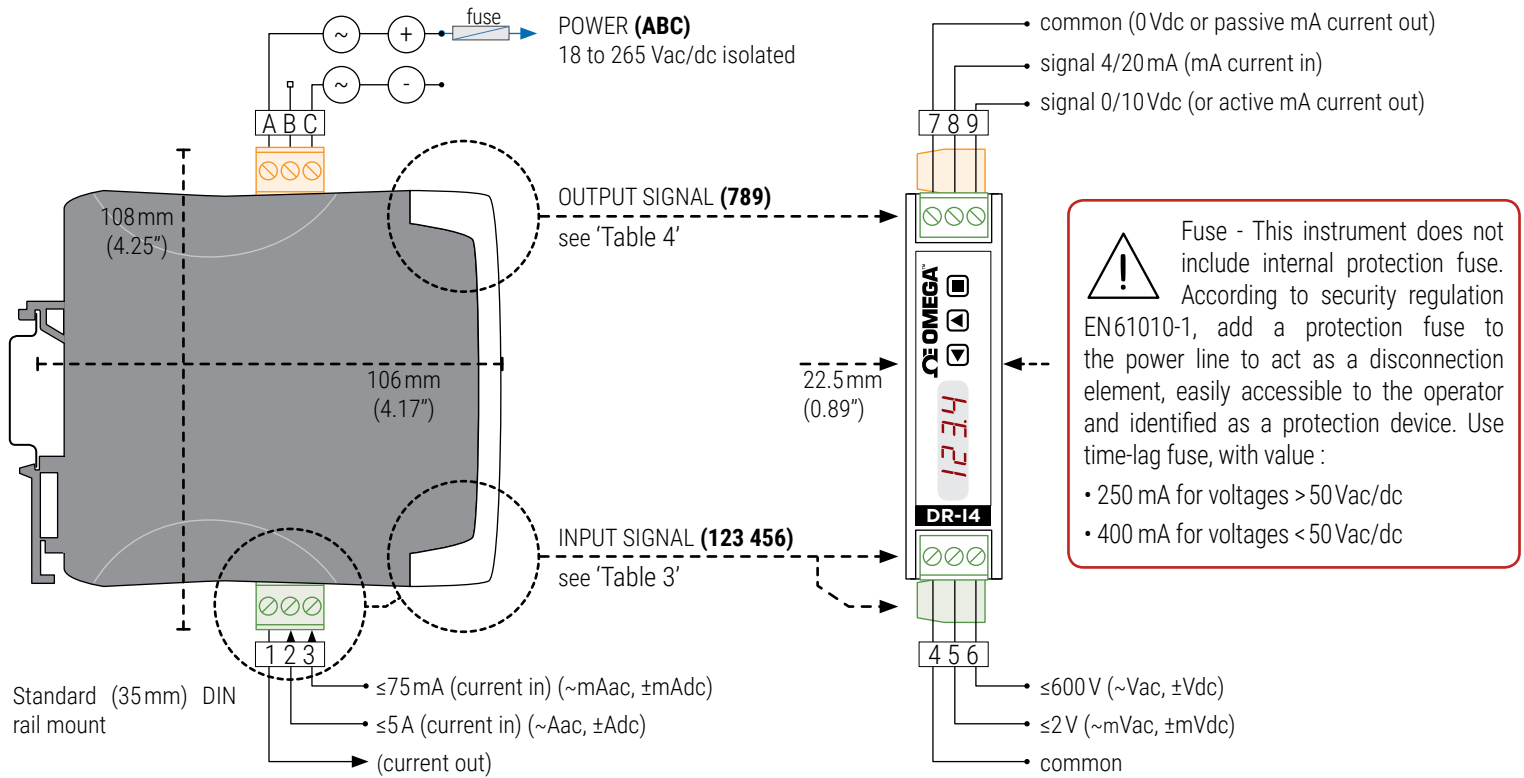 fuse
~ +
~ -
POWER (ABC)
18 to 265 Vac/dc isolated
A B C
common (0 Vdc or passive mA current out)
signal 4/20 mA (mA current in)
signal 0/10 Vdc (or active mA current out)
7 8 9
OUTPUT SIGNAL (789)
see ‘Table 4’
108 mm
(4.25”)
106 mm
(4.17”)
22.5 mm
(0.89”)
OMEGA™
1234
DR-I4
Fuse - This instrument does not
include internal protection fuse.
According to security regulation
EN61010-1, add a protection fuse to
the power line to act as a disconnection
element, easily accessible to the operator
and identified as a protection device. Use
time-lag fuse, with value :
• 250 mA for voltages > 50 Vac/dc
• 400 mA for voltages < 50 Vac/dc
INPUT SIGNAL (123 456)
see ‘Table 3’
1 2 3
≤75 mA (current in) (~mAac, ±mAdc)
≤5 A (current in) (~Aac, ±Adc)
(current out)
Standard (35 mm) DIN
rail mount
4 5 6
≤600 V (~Vac, ±Vdc)
≤2 V (~mVac, ±mVdc)
common